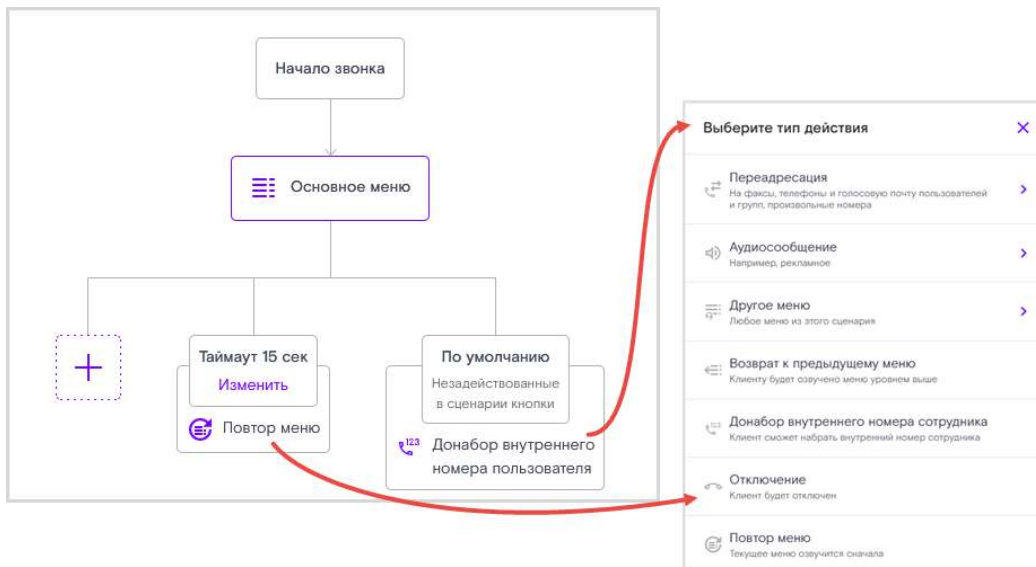 Начало звонка
Основное меню
Таймаут 15 сек
Изменить
Повтор меню
По умолчанию
Незадействованные
в сценарии кнопки
123
Донабор внутреннего
номера пользователя
Выберите тип действия
Переадресация
На факсы, телефоны и голосовую почту пользователей
и групп, произвольные номера
Аудиосообщение
Например, рекламное
Другое меню
Любое меню из этого сценария
Возврат к предыдущему меню
Клиенту будет озвучено меню уровнем выше
123
Донабор внутреннего номера сотрудника
Клиент сможет набрать внутренний номер сотрудника
Отключение
Клиент будет отключен
Повтор меню
Текущее меню озвучится сначала